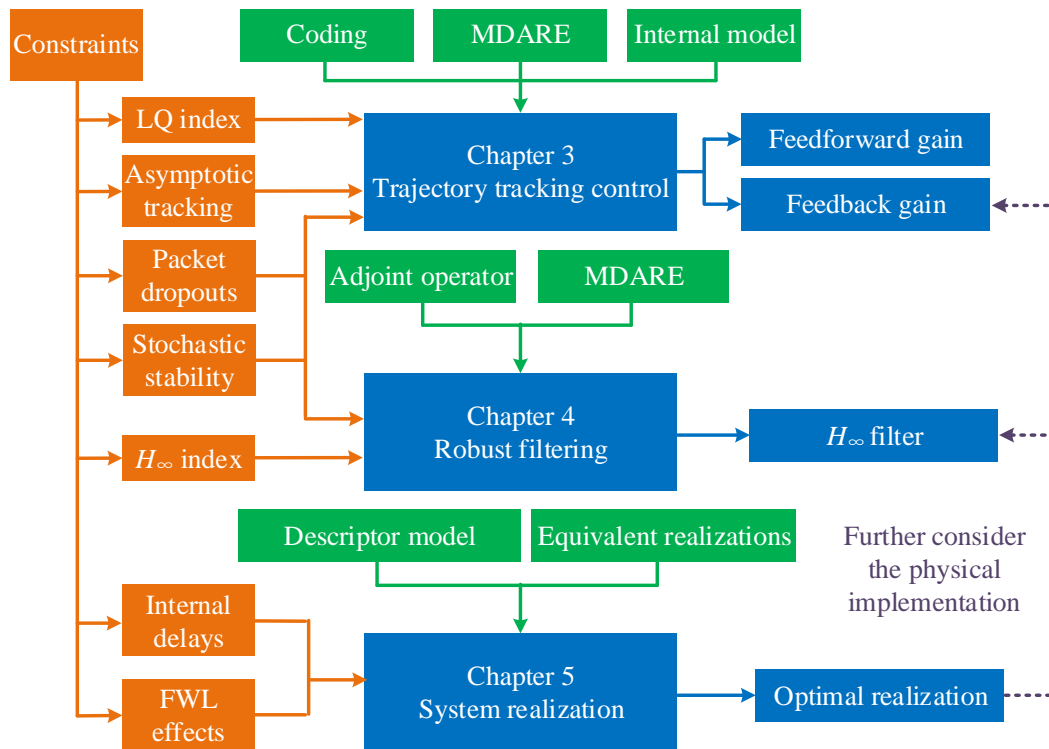 Constraints
Coding
MDARE
Internal model
LQ index
Asymptotic
tracking
Packet
dropouts
Stochastic
stability
H∞ index
Internal
delays
FWL
effects
Chapter 3
Trajectory tracking control
Feedforward gain
Feedback gain
Adjoint operator
MDARE
Chapter 4
Robust filtering
H∞ filter
Descriptor model
Equivalent realizations
Further consider
the physical
implementation
Chapter 5
System realization
Optimal realization